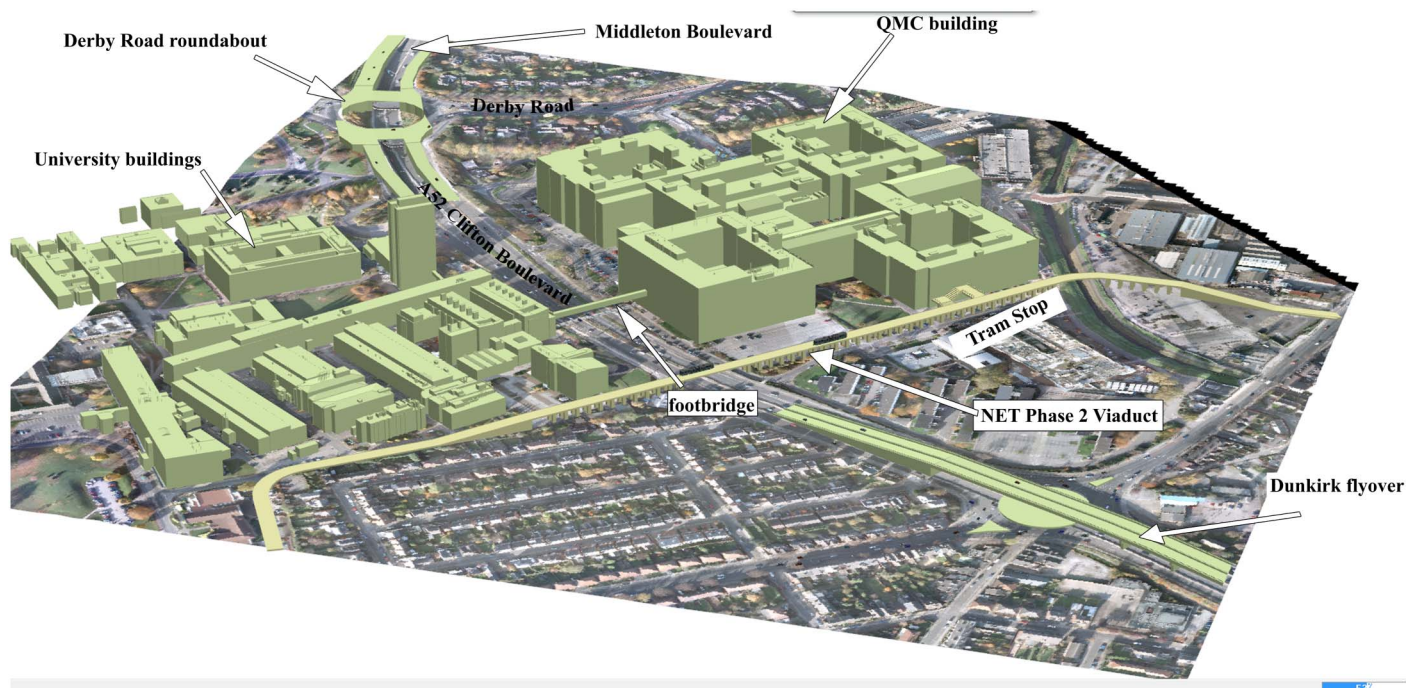 QMC building
Middleton Boulevard
Derby Road roundabout
Derby Road
University buildings
A52 Clifton Boulevard
Tram Stop
footbridge
NET Phase 2 Viaduct
Dunkirk flyover